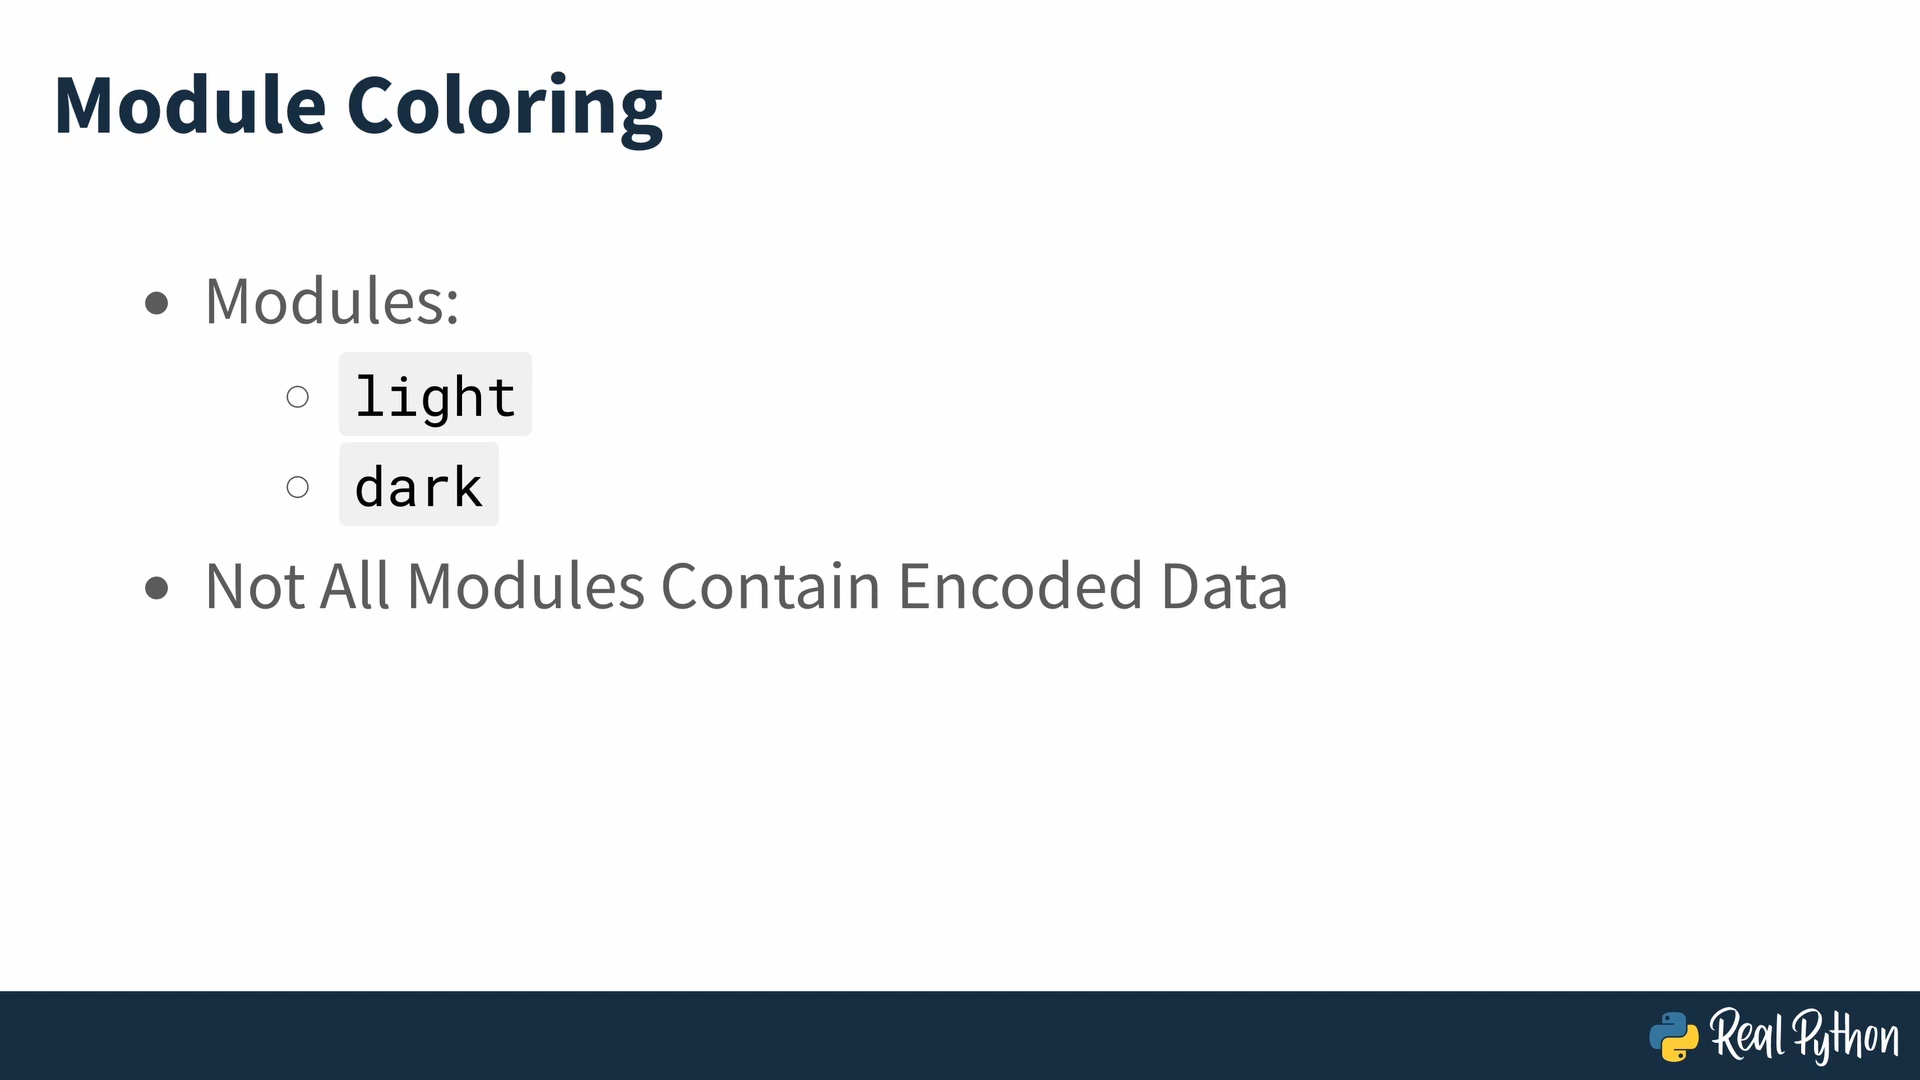 Module Coloring
Modules:
light
dark
Not All Modules Contain Encoded Data
Real Python